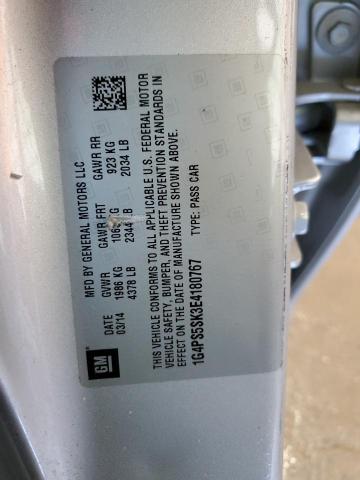 MFD BY GENERAL MOTORS LLC
DATE GVWR GAWR FRT GAWR RR
03/14 1986 KG 1063 KG 923 KG
4378 LB 2344 LB 2034 LB
THIS VEHICLE CONFORMS TO ALL APPLICABLE U.S. FEDERAL MOTOR
VEHICLE SAFETY, BUMPER, AND THEFT PREVENTION STANDARDS IN
EFFECT ON THE DATE OF MANUFACTURE SHOWN ABOVE.
1G4PS5SK3E4180767 TYPE: PASS CAR
GM